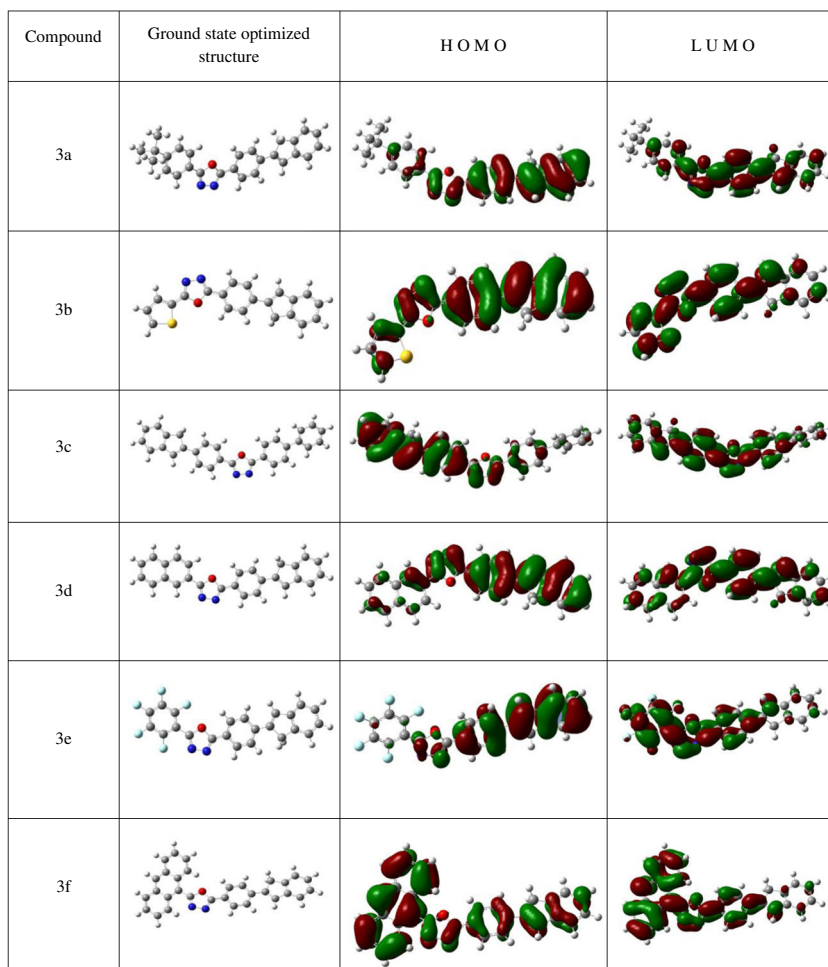 Compound
Ground state optimized
structure
H O M O
L U M O
3a
3b
3c
3d
3e
3f